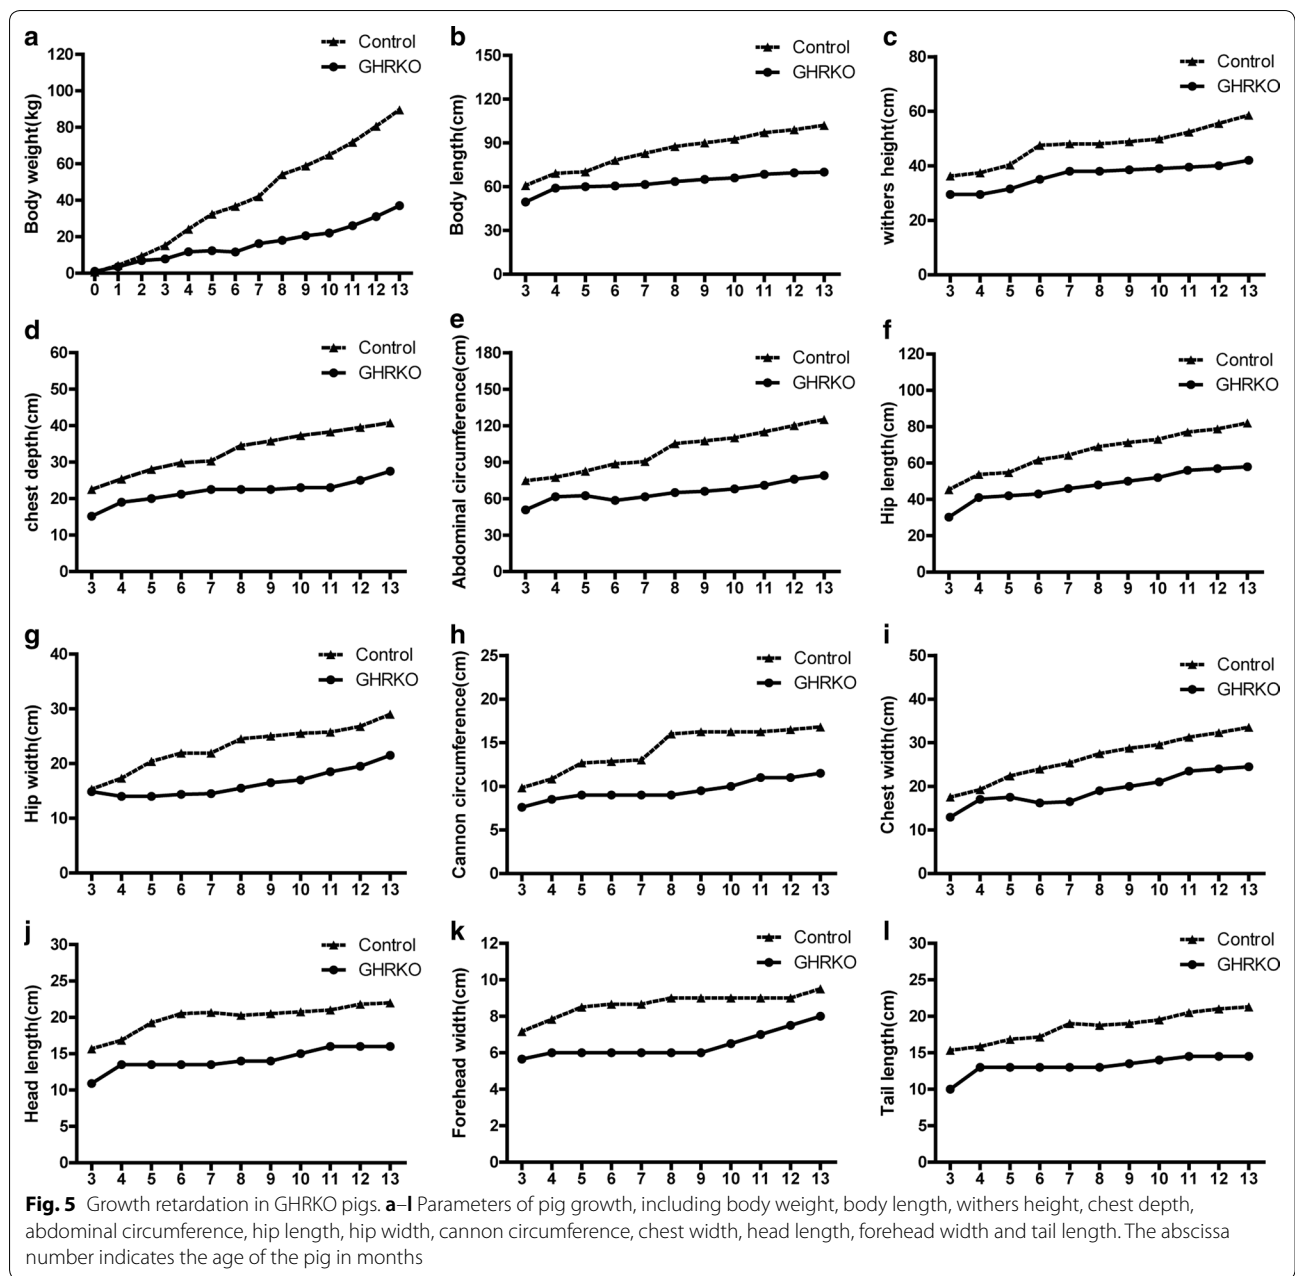 a
Control
GHRKO
Body weight(kg)
120
100
80
60
40
20
0
0 1 2 3 4 5 6 7 8 9 10 11 12 13
b
Control
GHRKO
Body length(cm)
150
120
90
60
30
0
3 4 5 6 7 8 9 10 11 12 13
c
Control
GHRKO
withers height(cm)
80
60
40
20
0
3 4 5 6 7 8 9 10 11 12 13
d
Control
GHRKO
chest depth(cm)
60
50
40
30
20
10
0
3 4 5 6 7 8 9 10 11 12 13
e
Control
GHRKO
Abdominal circumference(cm)
180
150
120
90
60
30
0
3 4 5 6 7 8 9 10 11 12 13
f
Control
GHRKO
Hip length(cm)
120
100
80
60
40
20
0
3 4 5 6 7 8 9 10 11 12 13
g
Control
GHRKO
Hip width(cm)
40
30
20
10
0
3 4 5 6 7 8 9 10 11 12 13
h
Control
GHRKO
Cannon circumference(cm)
25
20
15
10
5
0
3 4 5 6 7 8 9 10 11 12 13
i
Control
GHRKO
Chest width(cm)
50
40
30
20
10
0
3 4 5 6 7 8 9 10 11 12 13
j
Control
GHRKO
Head length(cm)
30
25
20
15
10
5
0
3 4 5 6 7 8 9 10 11 12 13
k
Control
GHRKO
Forehead width(cm)
12
10
8
6
4
2
0
3 4 5 6 7 8 9 10 11 12 13
l
Control
GHRKO
Tail length(cm)
30
25
20
15
10
5
0
3 4 5 6 7 8 9 10 11 12 13
Fig. 5 Growth retardation in GHRKO pigs. a–l Parameters of pig growth, including body weight, body length, withers height, chest depth,
abdominal circumference, hip length, hip width, cannon circumference, chest width, head length, forehead width and tail length. The abscissa
number indicates the age of the pig in months